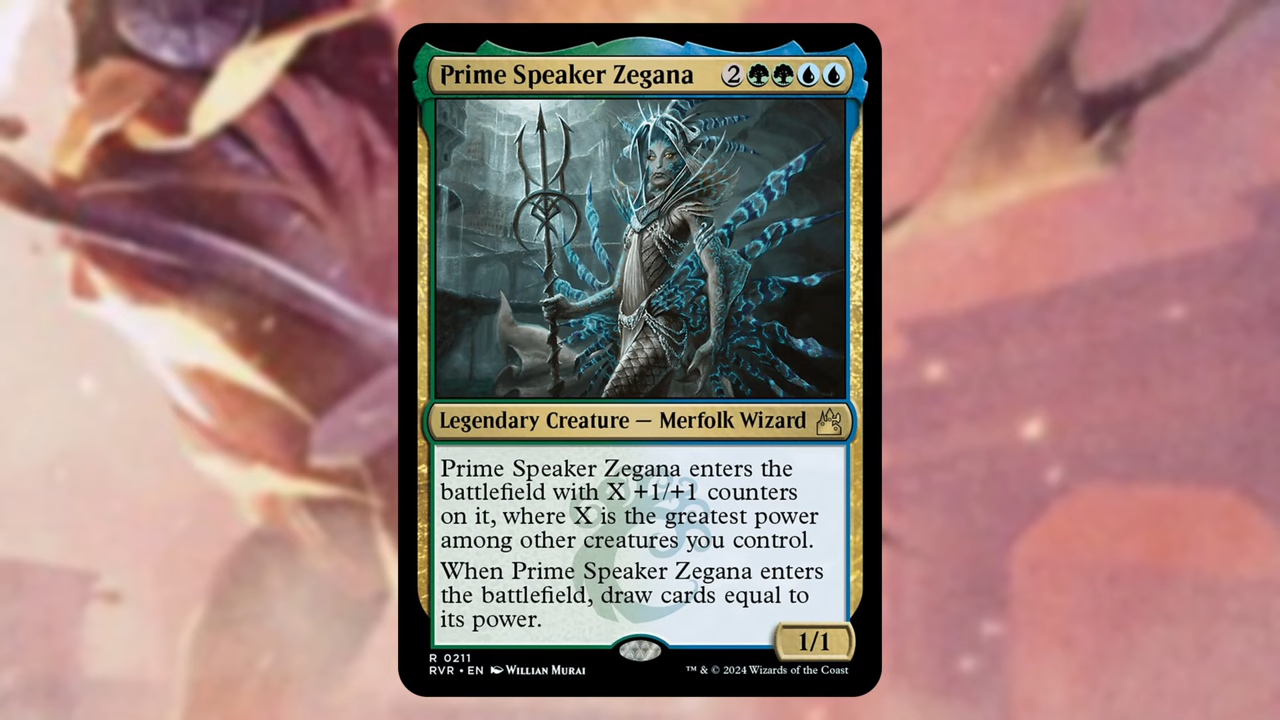 Prime Speaker Zegana 2
Legendary Creature — Merfolk Wizard
Prime Speaker Zegana enters the
battlefield with X +1/+1 counters
on it, where X is the greatest power
among other creatures you control.
When Prime Speaker Zegana enters
the battlefield, draw cards equal to
its power.
1/1
R 0211
RVR • EN Willian Murai
™ & © 2024 Wizards of the Coast